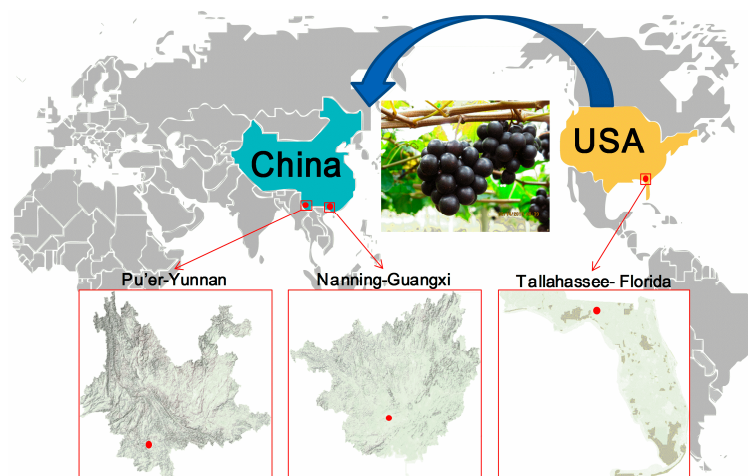 China
USA
Pu'er-Yunnan
Nanning-Guangxi
Tallahassee- Florida